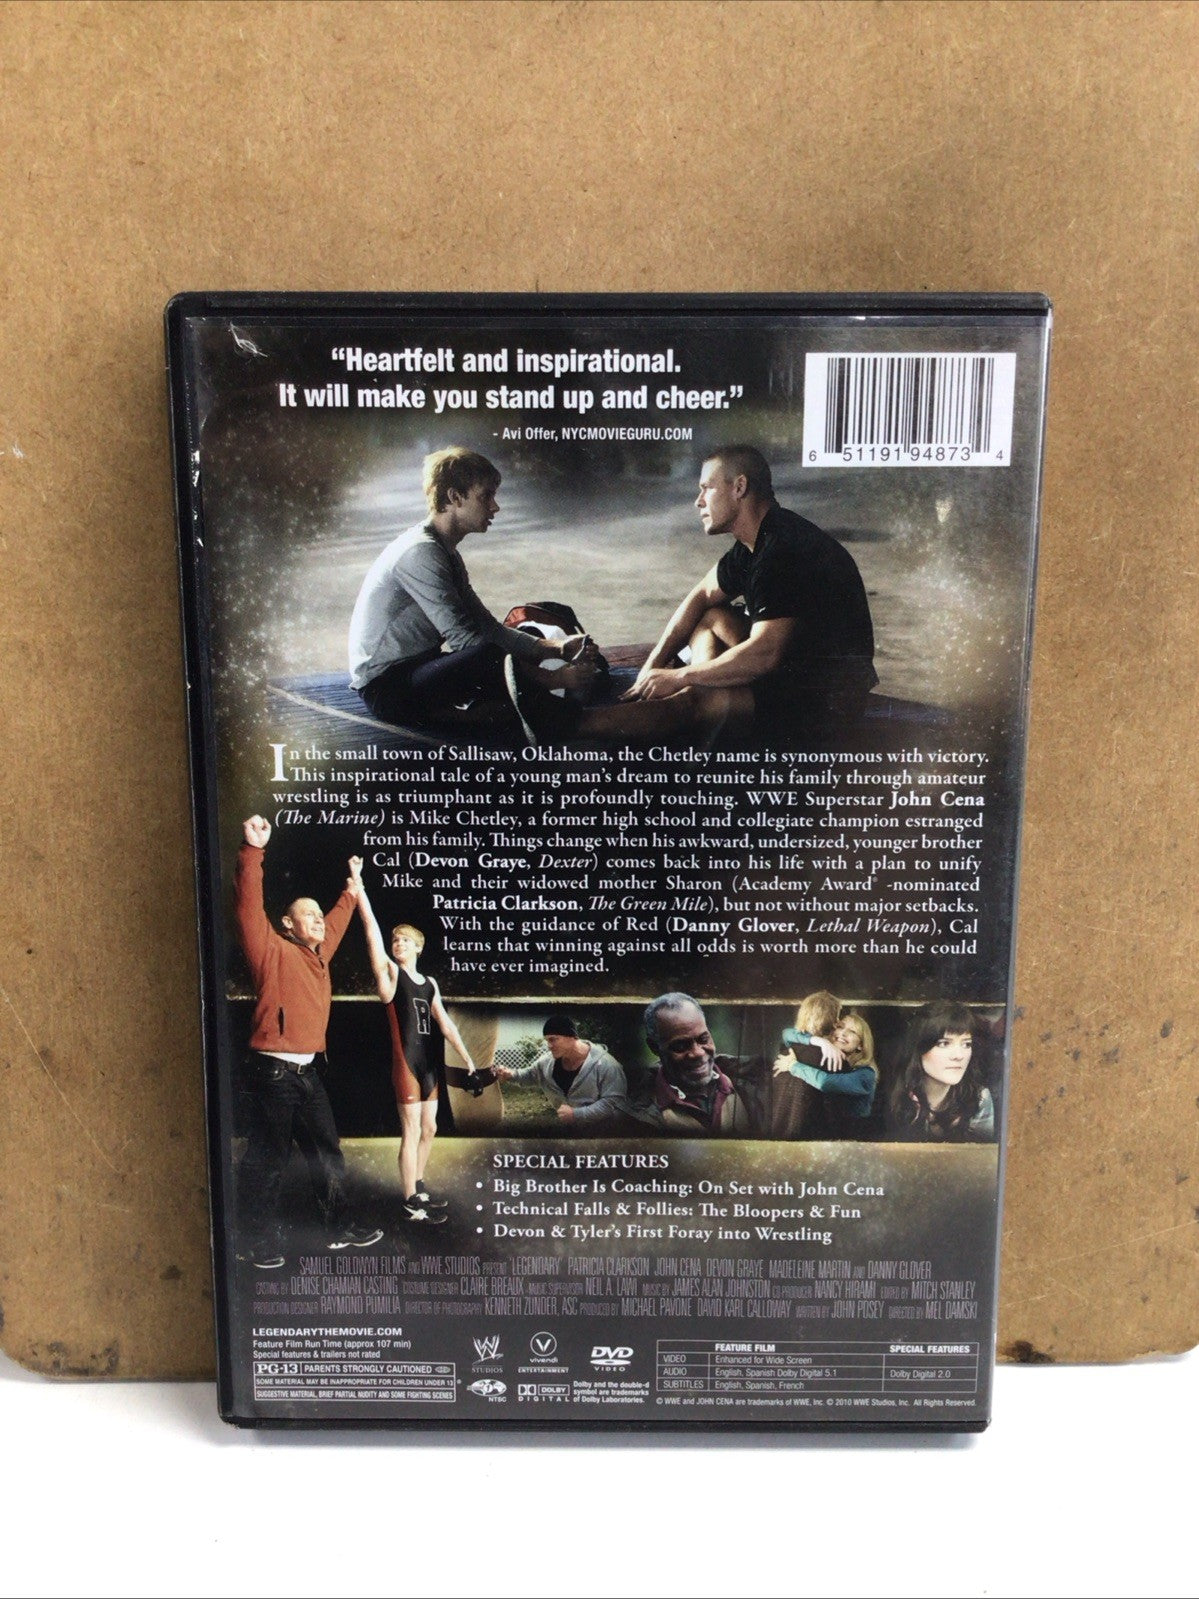 “Heartfelt and inspirational.
It will make you stand up and cheer.”
- Avi Offer, NYCMOVIEGURU.COM
6 51191 94873 4
In the small town of Sallisaw, Oklahoma, the Chetley name is synonymous with victory.
This inspirational tale of a young man's dream to reunite his family through amateur
wrestling is as triumphant as it is profoundly touching. WWE Superstar John Cena
(The Marine) is Mike Chetley, a former high school and collegiate champion estranged
from his family. Things change when his awkward, undersized, younger brother
Cal (Devon Graye, Dexter) comes back into his life with a plan to unify
Mike and their widowed mother Sharon (Academy Award® -nominated
Patricia Clarkson, The Green Mile), but not without major setbacks.
With the guidance of Red (Danny Glover, Lethal Weapon), Cal
learns that winning against all odds is worth more than he could
have ever imagined.
SPECIAL FEATURES
• Big Brother Is Coaching: On Set with John Cena
• Technical Falls & Follies: The Bloopers & Fun
• Devon & Tyler's First Foray into Wrestling
SAMUEL GOLDWYN FILMS AND WWE STUDIOS PRESENT 'LEGENDARY' PATRICIA CLARKSON JOHN CENA DEVON GRAYE MADELEINE MARTIN AND DANNY GLOVER
CASTING BY DENISE CHAMIAN CASTING COSTUME DESIGNER CLAIRE BREAUX MUSIC SUPERVISOR NEIL A. LAWI MUSIC BY JAMES ALAN JOHNSTON CO-PRODUCER NANCY HIRAMI EDITED BY MITCH STANLEY
PRODUCTION DESIGNER RAYMOND PUMILIA DIRECTOR OF PHOTOGRAPHY KENNETH ZUNDER, ASC PRODUCED BY MICHAEL PAVONE DAVID KARL CALLOWAY WRITTEN BY JOHN POSEY DIRECTED BY MEL DAMSKI
LEGENDARYTHEMOVIE.COM
Feature Film Run Time (approx 107 min)
Special features & trailers not rated
PG-13 PARENTS STRONGLY CAUTIONED
SOME MATERIAL MAY BE INAPPROPRIATE FOR CHILDREN UNDER 13
SUGGESTIVE MATERIAL, BRIEF PARTIAL NUDITY AND SOME FIGHTING SCENES
W STUDIOS
vivendi ENTERTAINMENT
DVD VIDEO
NTSC
DOLBY DIGITAL
Dolby and the double-d
symbol are trademarks
of Dolby Laboratories.
FEATURE FILM SPECIAL FEATURES
VIDEO Enhanced for Wide Screen
AUDIO English, Spanish Dolby Digital 5.1 Dolby Digital 2.0
SUBTITLES English, Spanish, French
© WWE and JOHN CENA are trademarks of WWE, Inc. © 2010 WWE Studios, Inc. All Rights Reserved.